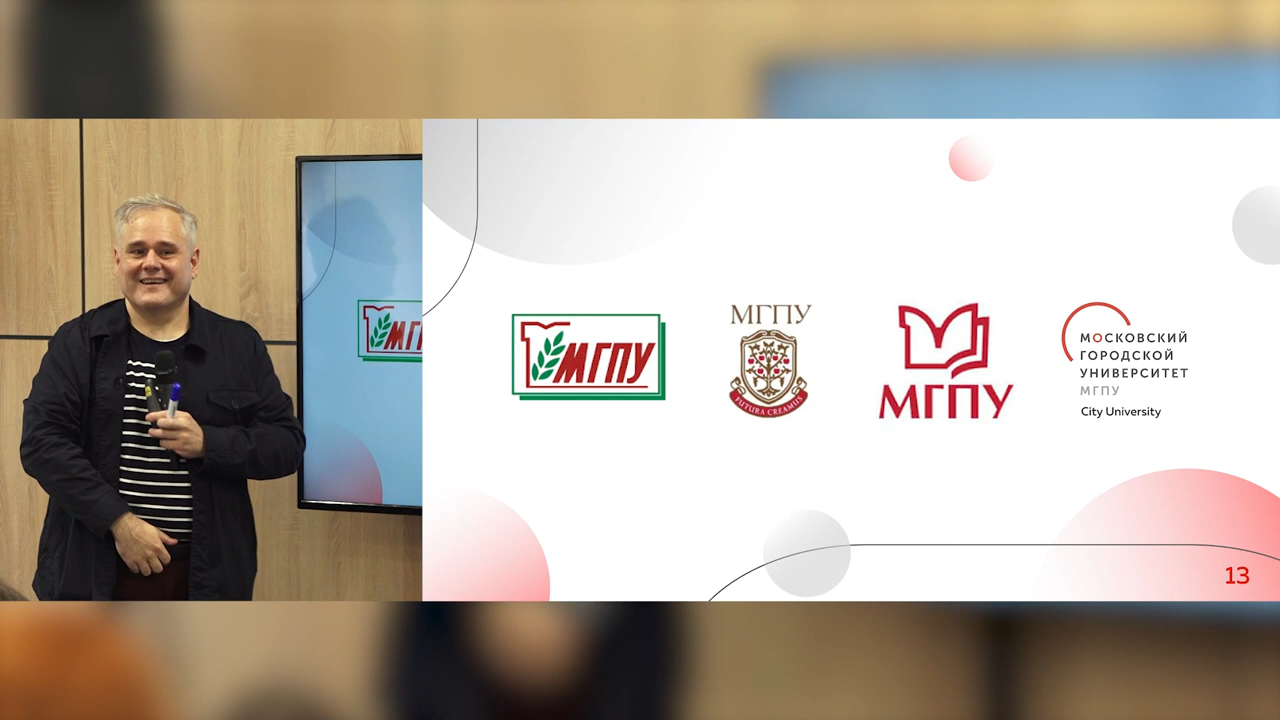 МГПУ
МГПУ
FUTURA CREAMUS
МГПУ
МОСКОВСКИЙ
ГОРОДСКОЙ
УНИВЕРСИТЕТ
МГПУ
City University
13